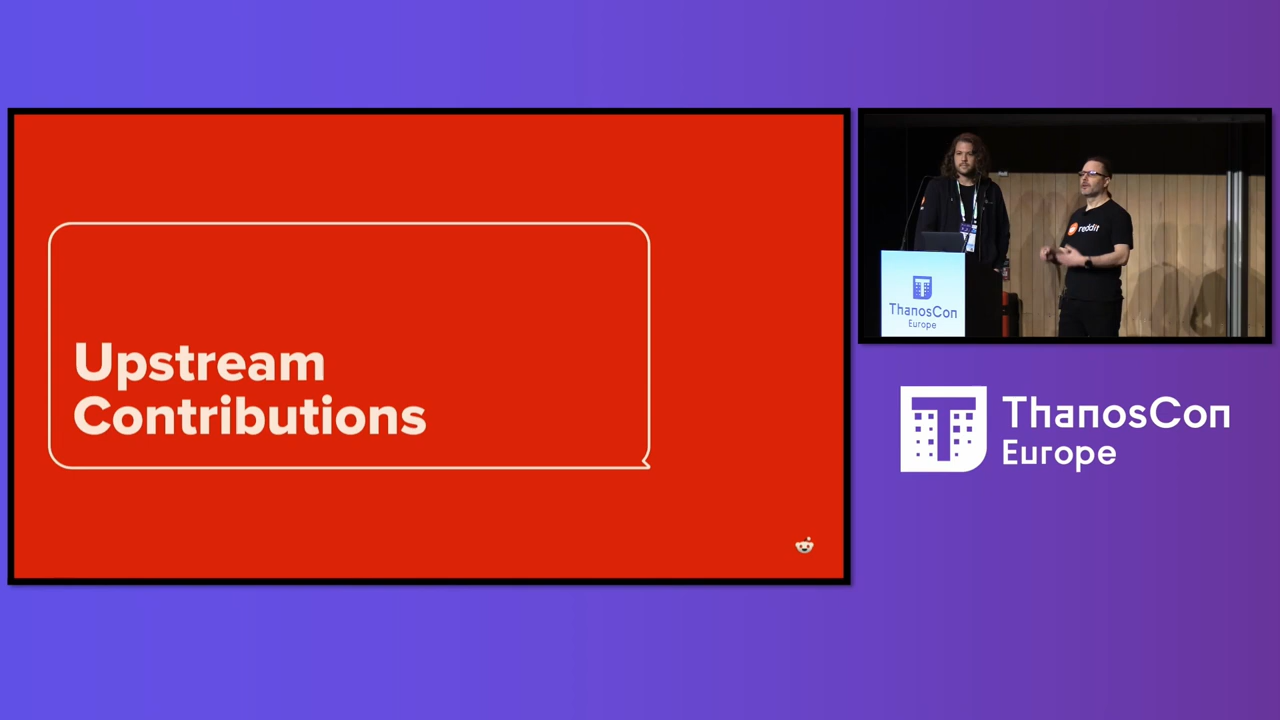 Upstream
Contributions
reddit
ThanosCon
Europe
ThanosCon
Europe